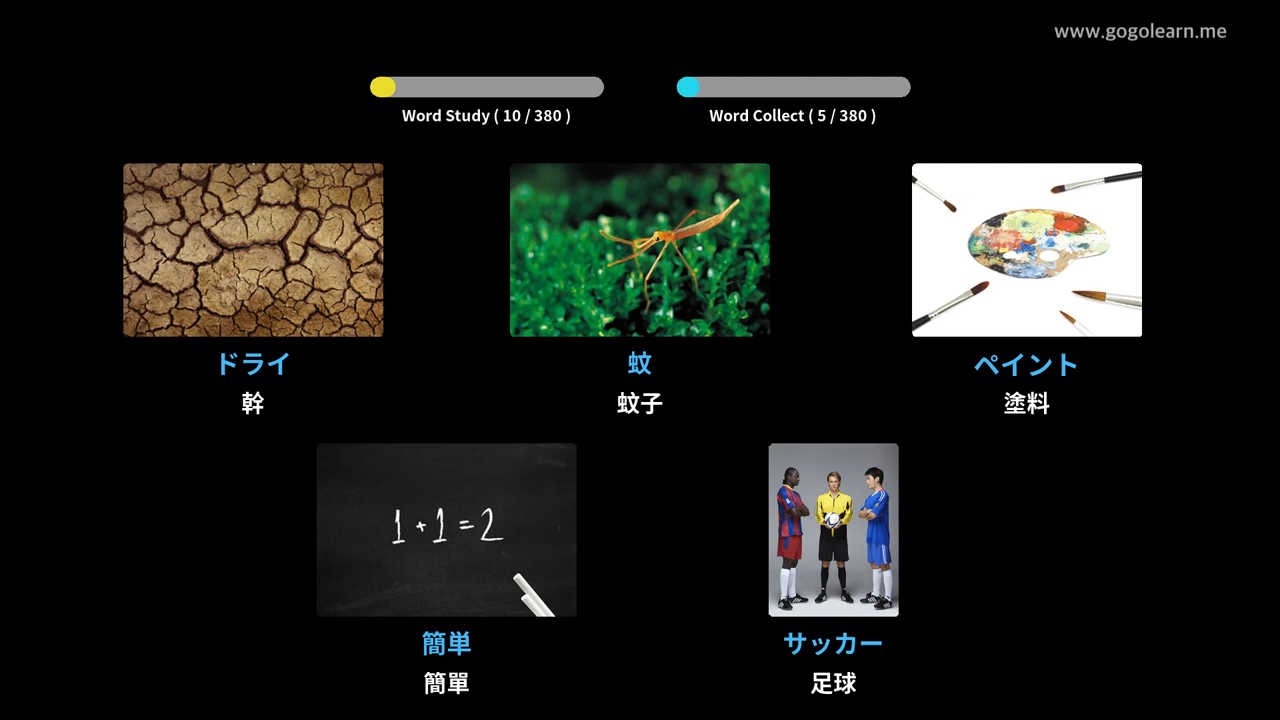 www.gogolearn.me
Word Study ( 10 / 380 )
Word Collect ( 5 / 380 )
ドライ
幹
蚊
蚊子
ペイント
塗料
1+1=2
簡単
簡單
サッカー
足球